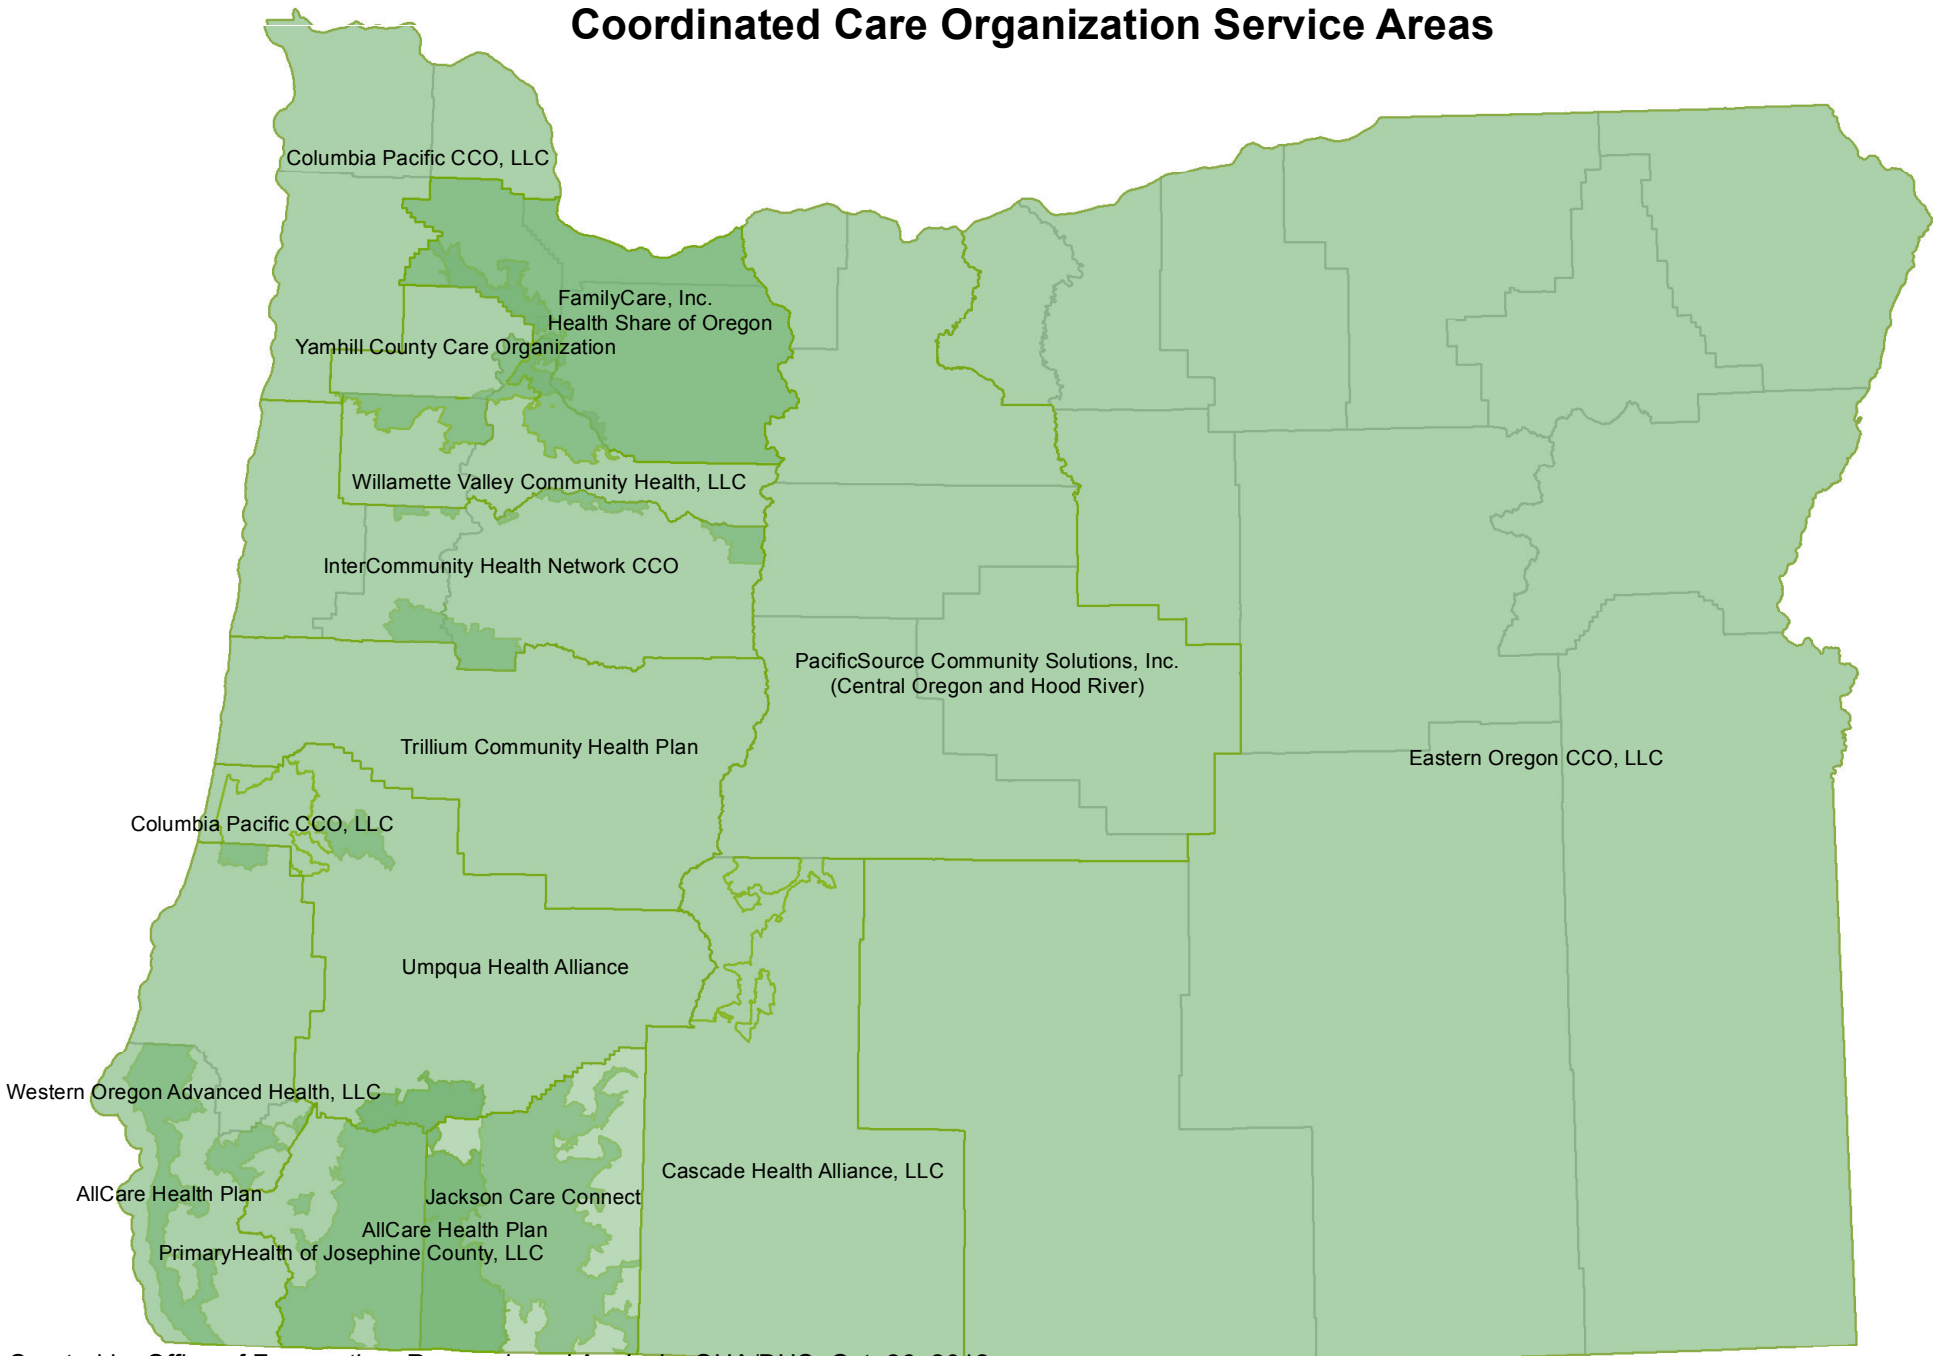 Coordinated Care Organization Service Areas
Columbia Pacific CCO, LLC
FamilyCare, Inc.
Health Share of Oregon
Yamhill County Care Organization
Willamette Valley Community Health, LLC
InterCommunity Health Network CCO
PacificSource Community Solutions, Inc.
(Central Oregon and Hood River)
Trillium Community Health Plan
Eastern Oregon CCO, LLC
Columbia Pacific CCO, LLC
Umpqua Health Alliance
Western Oregon Advanced Health, LLC
Cascade Health Alliance, LLC
AllCare Health Plan
Jackson Care Connect
AllCare Health Plan
PrimaryHealth of Josephine County, LLC